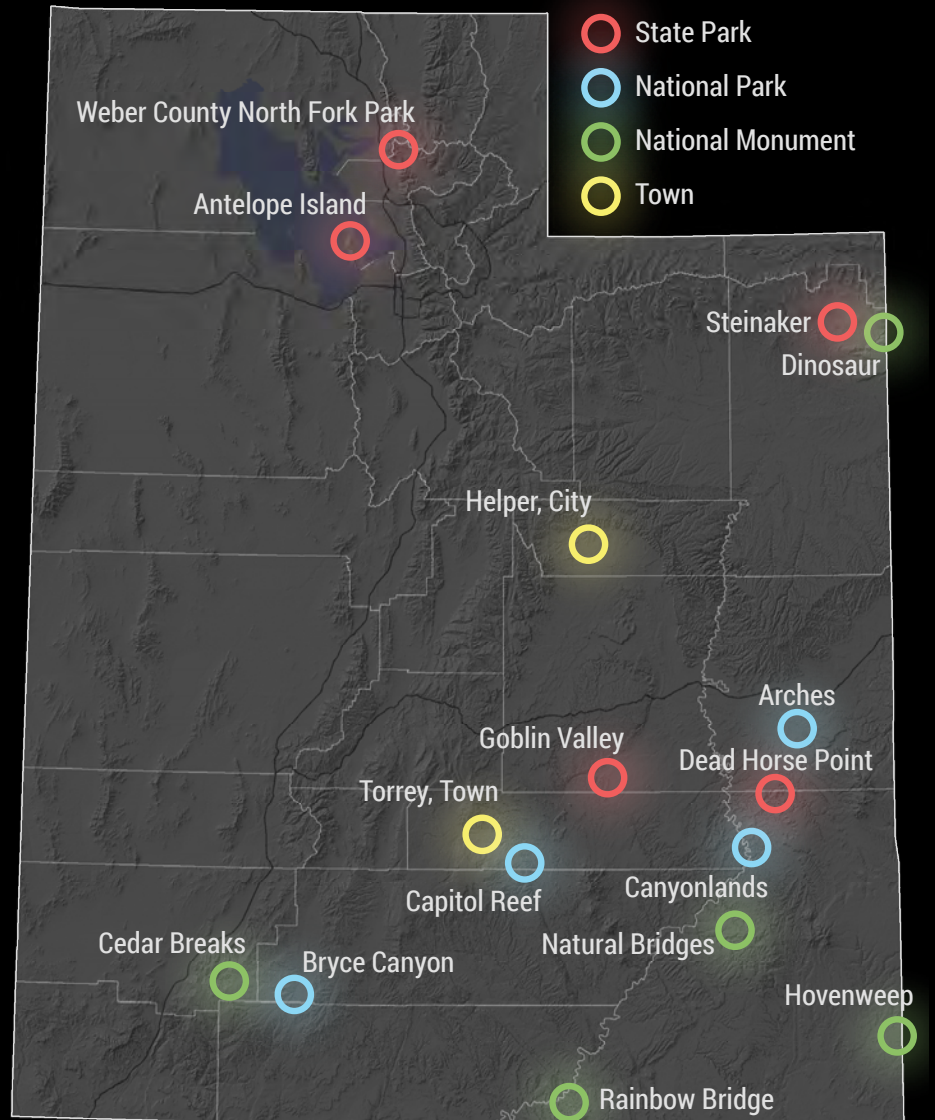 State Park
National Park
National Monument
Town
Weber County North Fork Park
Antelope Island
Steinaker
Dinosaur
Helper, City
Arches
Goblin Valley
Dead Horse Point
Torrey, Town
Canyonlands
Capitol Reef
Natural Bridges
Cedar Breaks
Bryce Canyon
Hovenweep
Rainbow Bridge